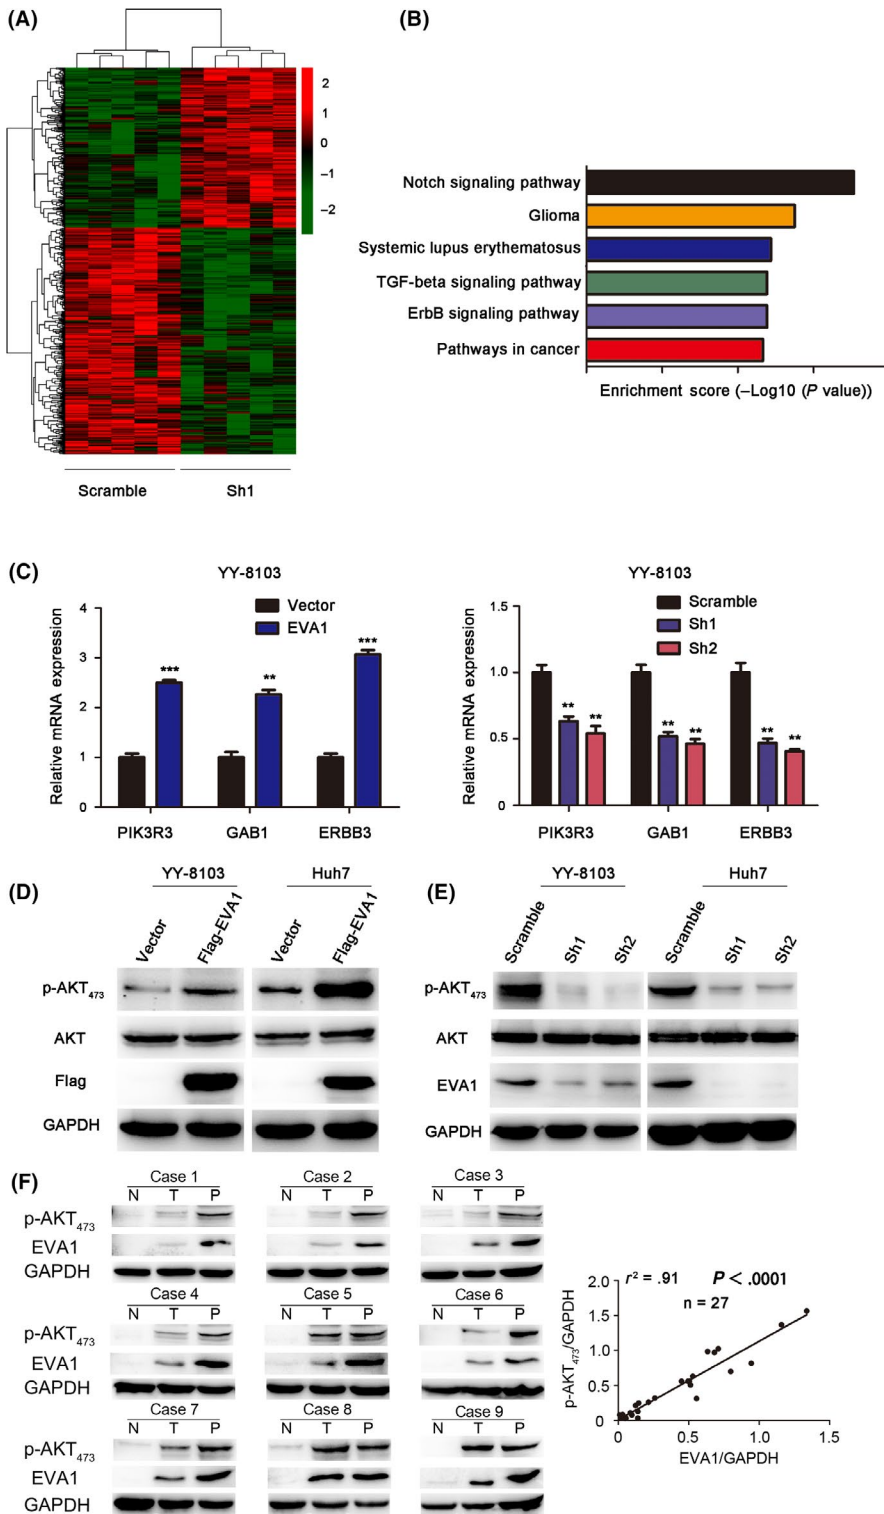 (A)
2
1
0
−1
−2
Scramble Sh1
(B)
Notch signaling pathway
Glioma
Systemic lupus erythematosus
TGF-beta signaling pathway
ErbB signaling pathway
Pathways in cancer
Enrichment score (−Log10 (P value))
(C)
YY-8103
Vector
EVA1
Relative mRNA expression
4
3
2
1
0
***
**
***
PIK3R3 GAB1 ERBB3
YY-8103
Scramble
Sh1
Sh2
Relative mRNA expression
1.5
1.0
0.5
0
** **
** **
** **
PIK3R3 GAB1 ERBB3
(D)
YY-8103 Huh7
Vector Flag-EVA1 Vector Flag-EVA1
p-AKT473
AKT
Flag
GAPDH
(E)
YY-8103 Huh7
Scramble Sh1 Sh2 Scramble Sh1 Sh2
p-AKT473
AKT
EVA1
GAPDH
(F)
Case 1 Case 2 Case 3
N T P N T P N T P
p-AKT473
EVA1
GAPDH
Case 4 Case 5 Case 6
N T P N T P N T P
p-AKT473
EVA1
GAPDH
Case 7 Case 8 Case 9
N T P N T P N T P
p-AKT473
EVA1
GAPDH
r2 = .91 P < .0001
n = 27
p-AKT473/GAPDH
2.0
1.5
1.0
0.5
0
0 0.5 1.0 1.5
EVA1/GAPDH